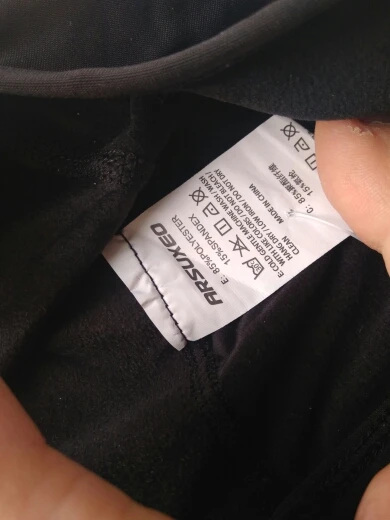 ARSUXEO
E: 85%POLYESTER
15%SPANDEX
E:COLD GENTLE MACHINE WASH / WASH
WITH LIKE / DO NOT BLEACH /
HANG DRY / LOW IRON / DO NOT DRY
CLEAN
MADE IN CHINA
C: 85%聚酯纤维
15%氨纶